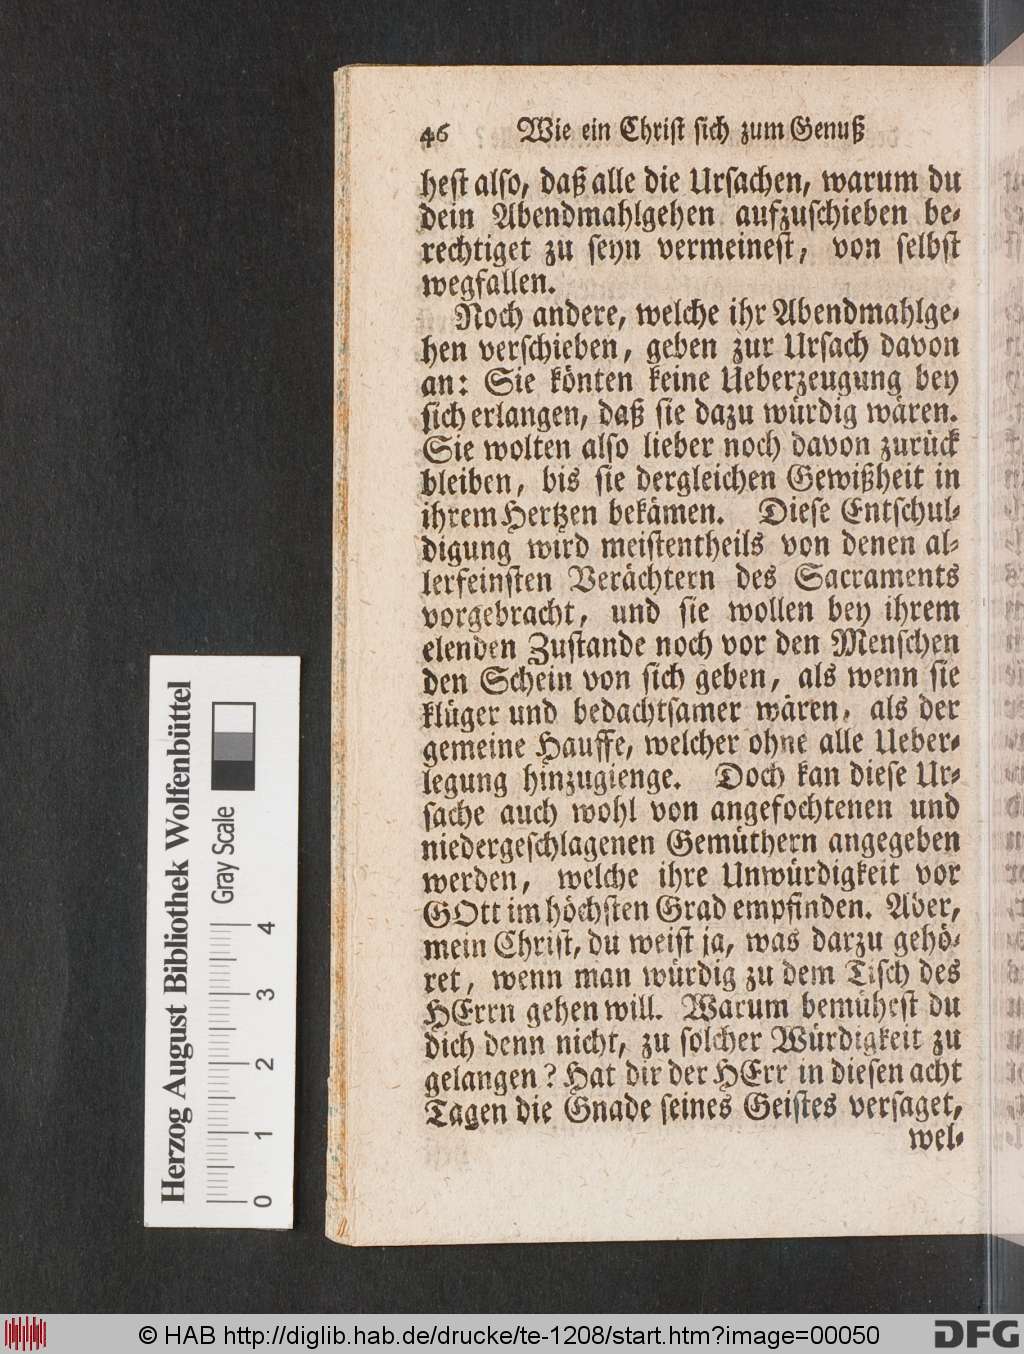 46 Wie ein Christ sich zum Genuß
hest also, daß alle die Ursachen, warum du
dein Abendmahlgehen aufzuschieben be-
rechtiget zu seyn vermeinest, von selbst
wegfallen.
Noch andere, welche ihr Abendmahlge-
hen verschieben, geben zur Ursach davon
an: Sie könten keine Ueberzeugung bey
sich erlangen, daß sie dazu würdig wären.
Sie wolten also lieber noch davon zurück
bleiben, bis sie dergleichen Gewißheit in
ihrem Hertzen bekämen. Diese Entschul-
digung wird meistentheils von denen al-
lerfeinsten Verächtern des Sacraments
vorgebracht, und sie wollen bey ihrem
elenden Zustande noch vor den Menschen
den Schein von sich geben, als wenn sie
klüger und bedachtsamer wären, als der
gemeine Hauffe, welcher ohne alle Ueber-
legung hinzugienge. Doch kan diese Ur-
sache auch wohl von angefochtenen und
niedergeschlagenen Gemüthern angegeben
werden, welche ihre Unwürdigkeit vor
GOtt im höchsten Grad empfinden. Aber,
mein Christ, du weist ja, was darzu gehö-
ret, wenn man würdig zu dem Tisch des
HErrn gehen will. Warum bemühest du
dich denn nicht, zu solcher Würdigkeit zu
gelangen? Hat dir der HErr in diesen acht
Tagen die Gnade seines Geistes versaget,
wel-
Herzog August Bibliothek Wolfenbüttel
Gray Scale
0 1 2 3 4
© HAB http://diglib.hab.de/drucke/te-1208/start.htm?image=00050
DFG